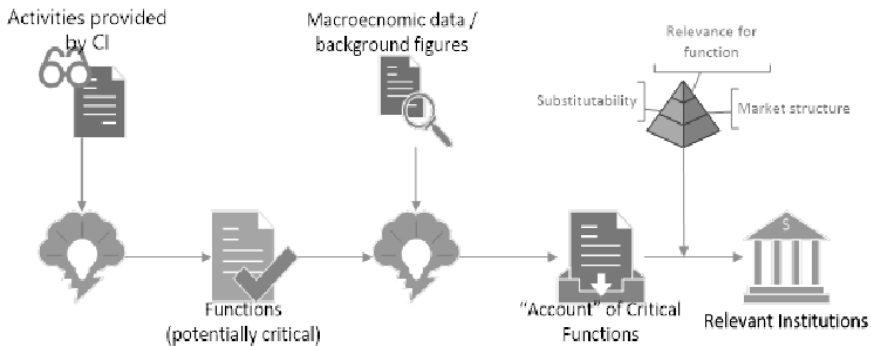 Activities provided
by CI
Macroecnomic data /
background figures
Relevance for
function
Substitutability
Market structure
$
Functions
(potentially critical)
“Account” of Critical
Functions
Relevant Institutions